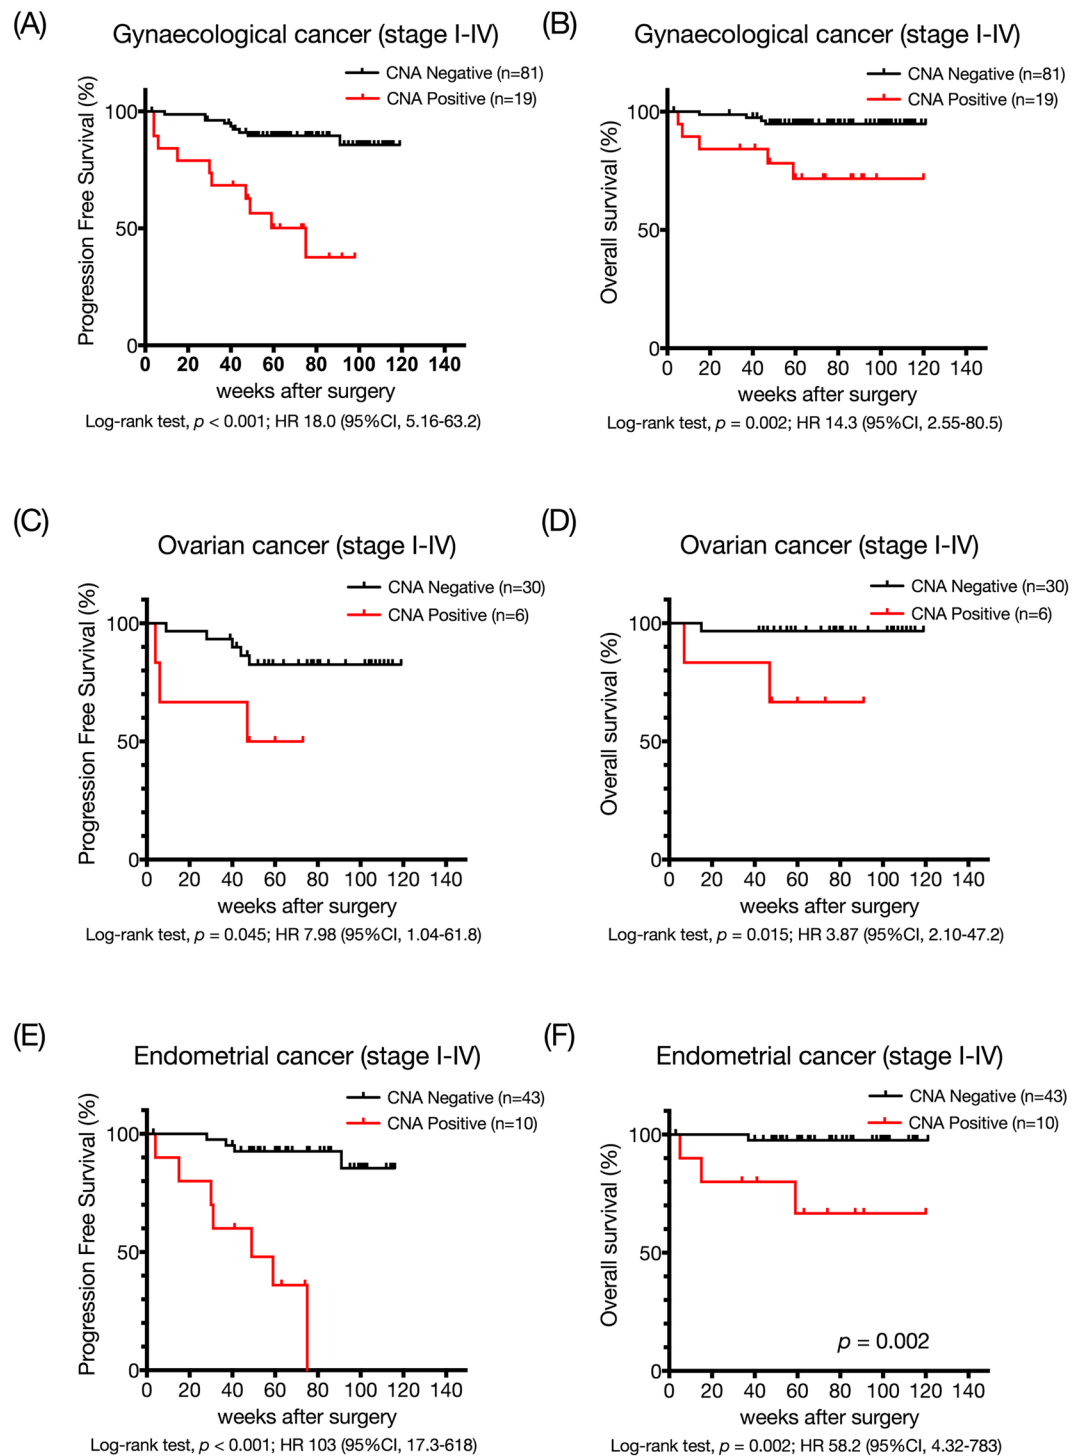 (A)
Gynaecological cancer (stage I-IV)
CNA Negative (n=81)
CNA Positive (n=19)
Progression Free Survival (%)
100
50
0
0 20 40 60 80 100 120 140
weeks after surgery
Log-rank test, p < 0.001; HR 18.0 (95%CI, 5.16-63.2)
(B)
Gynaecological cancer (stage I-IV)
CNA Negative (n=81)
CNA Positive (n=19)
Overall survival (%)
100
50
0
0 20 40 60 80 100 120 140
weeks after surgery
Log-rank test, p = 0.002; HR 14.3 (95%CI, 2.55-80.5)
(C)
Ovarian cancer (stage I-IV)
CNA Negative (n=30)
CNA Positive (n=6)
Progression Free Survival (%)
100
50
0
0 20 40 60 80 100 120 140
weeks after surgery
Log-rank test, p = 0.045; HR 7.98 (95%CI, 1.04-61.8)
(D)
Ovarian cancer (stage I-IV)
CNA Negative (n=30)
CNA Positive (n=6)
Overall survival (%)
100
50
0
0 20 40 60 80 100 120 140
weeks after surgery
Log-rank test, p = 0.015; HR 3.87 (95%CI, 2.10-47.2)
(E)
Endometrial cancer (stage I-IV)
CNA Negative (n=43)
CNA Positive (n=10)
Progression Free Survival (%)
100
50
0
0 20 40 60 80 100 120 140
weeks after surgery
Log-rank test, p < 0.001; HR 103 (95%CI, 17.3-618)
(F)
Endometrial cancer (stage I-IV)
CNA Negative (n=43)
CNA Positive (n=10)
Overall survival (%)
100
50
0
p = 0.002
0 20 40 60 80 100 120 140
weeks after surgery
Log-rank test, p = 0.002; HR 58.2 (95%CI, 4.32-783)